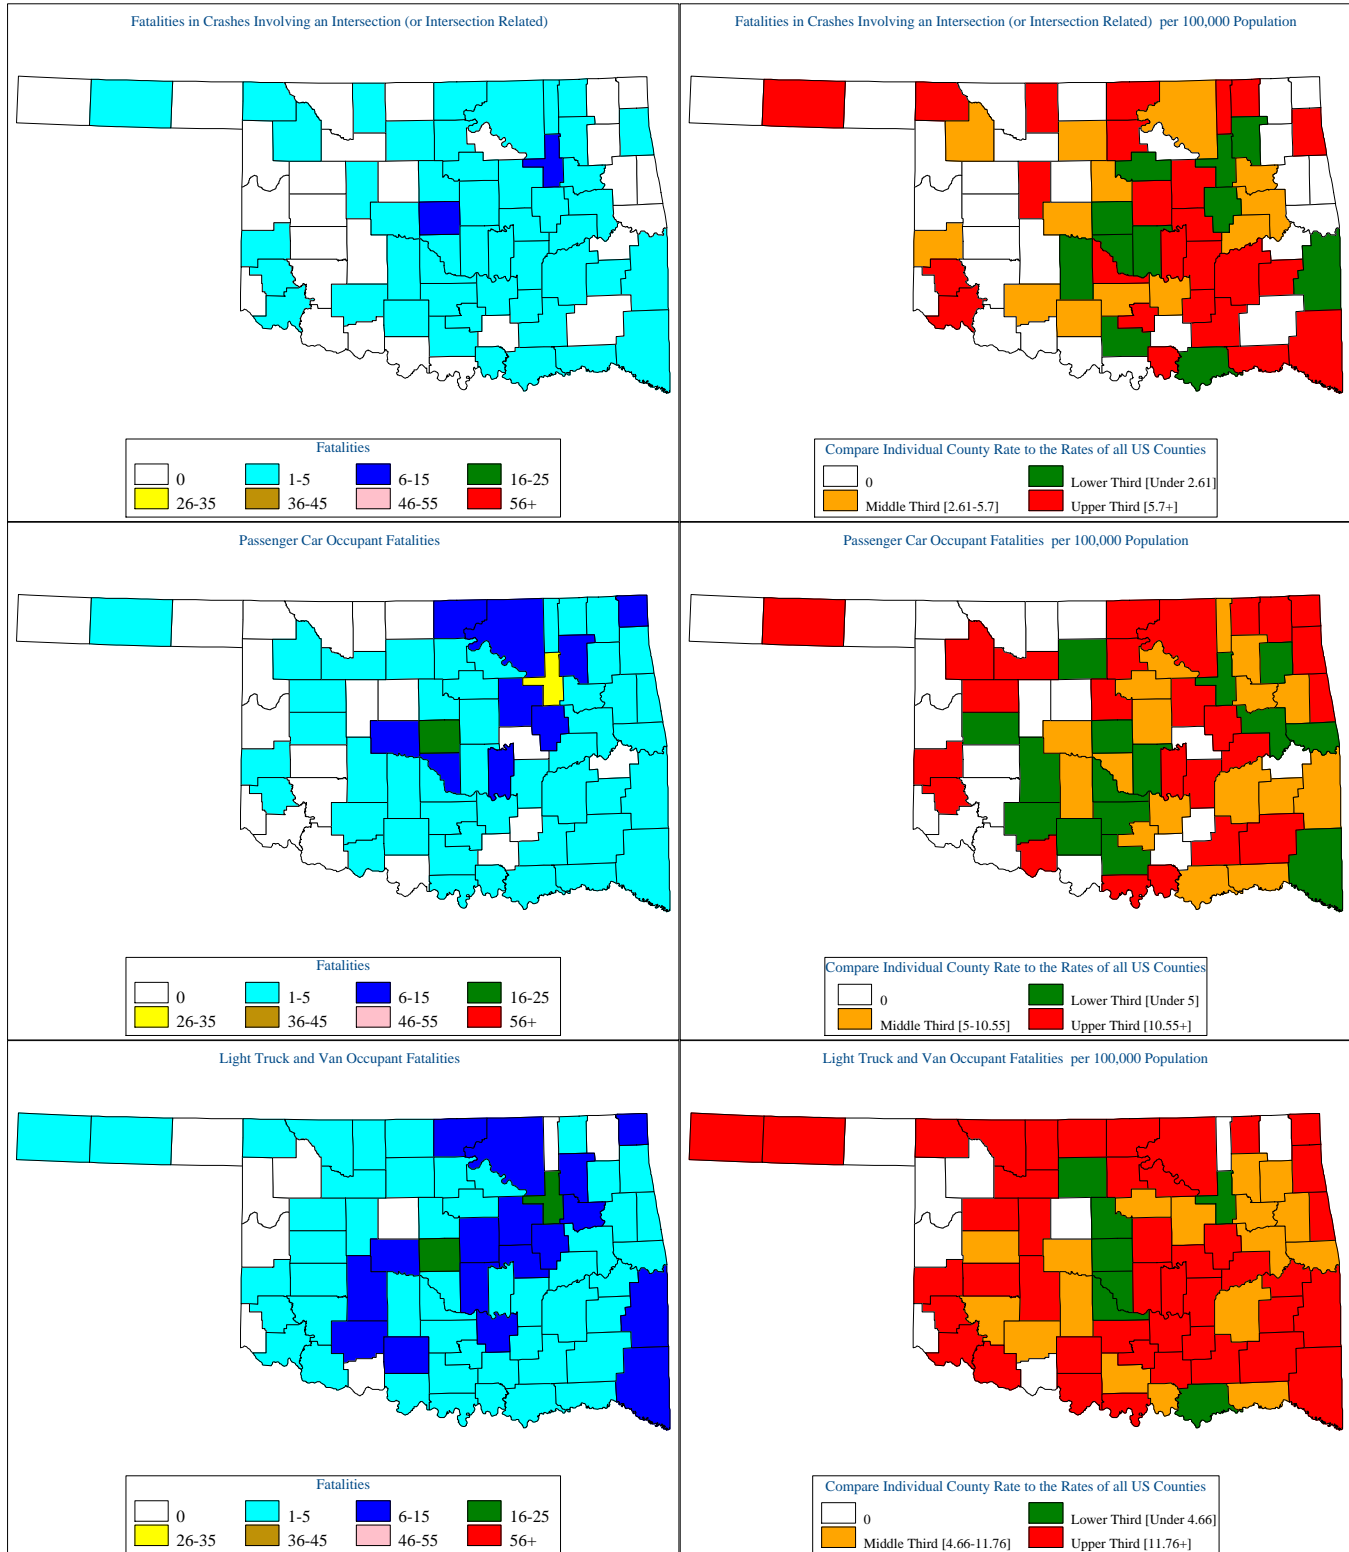 Fatalities in Crashes Involving an Intersection (or Intersection Related)
Fatalities
0
1-5
6-15
16-25
26-35
36-45
46-55
56+
Fatalities in Crashes Involving an Intersection (or Intersection Related) per 100,000 Population
Compare Individual County Rate to the Rates of all US Counties
0
Lower Third [Under 2.61]
Middle Third [2.61-5.7]
Upper Third [5.7+]
Passenger Car Occupant Fatalities
Fatalities
0
1-5
6-15
16-25
26-35
36-45
46-55
56+
Passenger Car Occupant Fatalities per 100,000 Population
Compare Individual County Rate to the Rates of all US Counties
0
Lower Third [Under 5]
Middle Third [5-10.55]
Upper Third [10.55+]
Light Truck and Van Occupant Fatalities
Fatalities
0
1-5
6-15
16-25
26-35
36-45
46-55
56+
Light Truck and Van Occupant Fatalities per 100,000 Population
Compare Individual County Rate to the Rates of all US Counties
0
Lower Third [Under 4.66]
Middle Third [4.66-11.76]
Upper Third [11.76+]